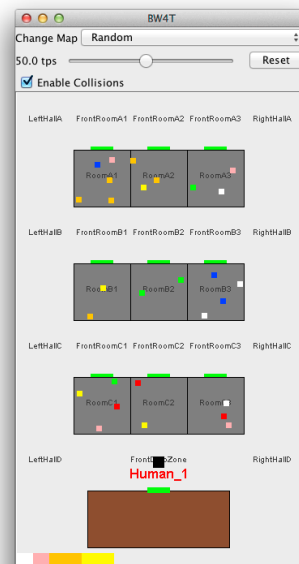 BW4T
Change Map Random
50.0 tps Reset
Enable Collisions
LeftHallA FrontRoomA1 FrontRoomA2 FrontRoomA3 RightHallA
RoomA1 RoomA2 RoomA3
LeftHallB FrontRoomB1 FrontRoomB2 FrontRoomB3 RightHallB
RoomB1 RoomB2 RoomB3
LeftHallC FrontRoomC1 FrontRoomC2 FrontRoomC3 RightHallC
RoomC1 RoomC2
LeftHallD RightHallD
Human_1